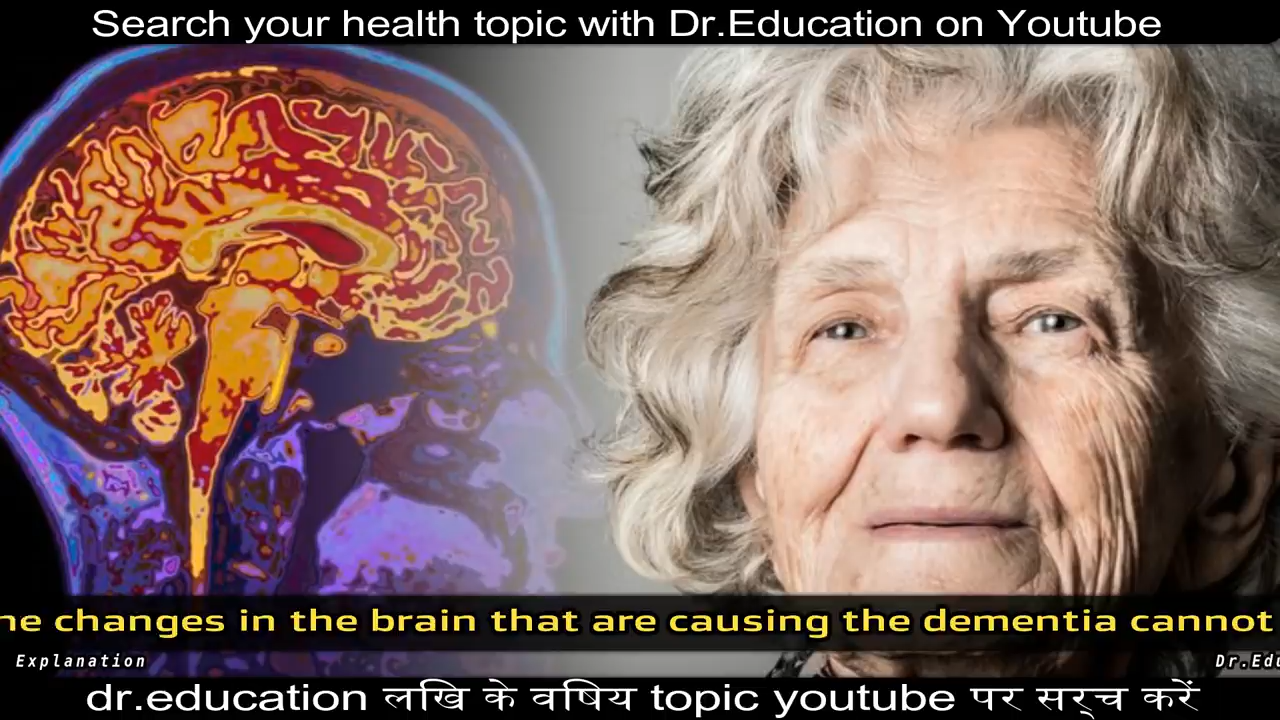 Search your health topic with Dr.Education on Youtube
changes in the brain that are causing the dementia cannot
Explanation
Dr.Edu
dr.education लखि के वषिय topic youtube पर सर्च करें